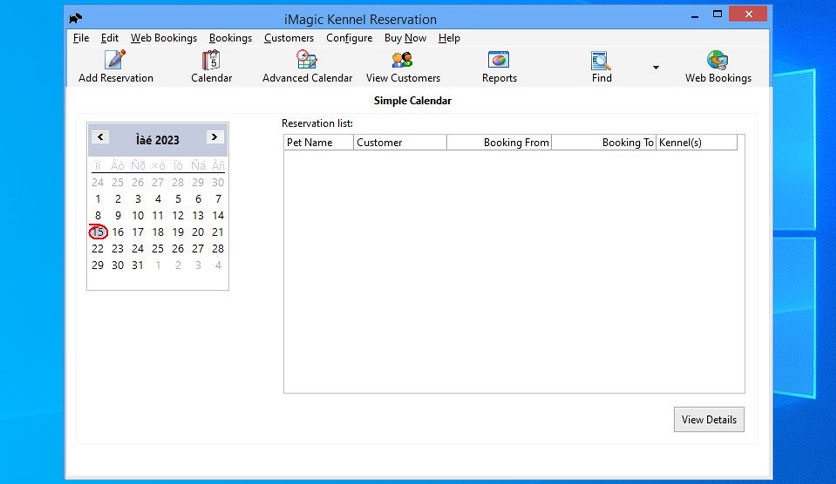 iMagic Kennel Reservation
File Edit Web Bookings Bookings Customers Configure Buy Now Help
Add Reservation Calendar Advanced Calendar View Customers Reports Find Web Bookings
Simple Calendar
Reservation list:
< Ìàé 2023 >
Pet Name Customer Booking From Booking To Kennel(s)
Ïí Âò Ñð ×ò Ïò Ñá Âñ
24 25 26 27 28 29 30
1 2 3 4 5 6 7
8 9 10 11 12 13 14
15 16 17 18 19 20 21
22 23 24 25 26 27 28
29 30 31 1 2 3 4
View Details